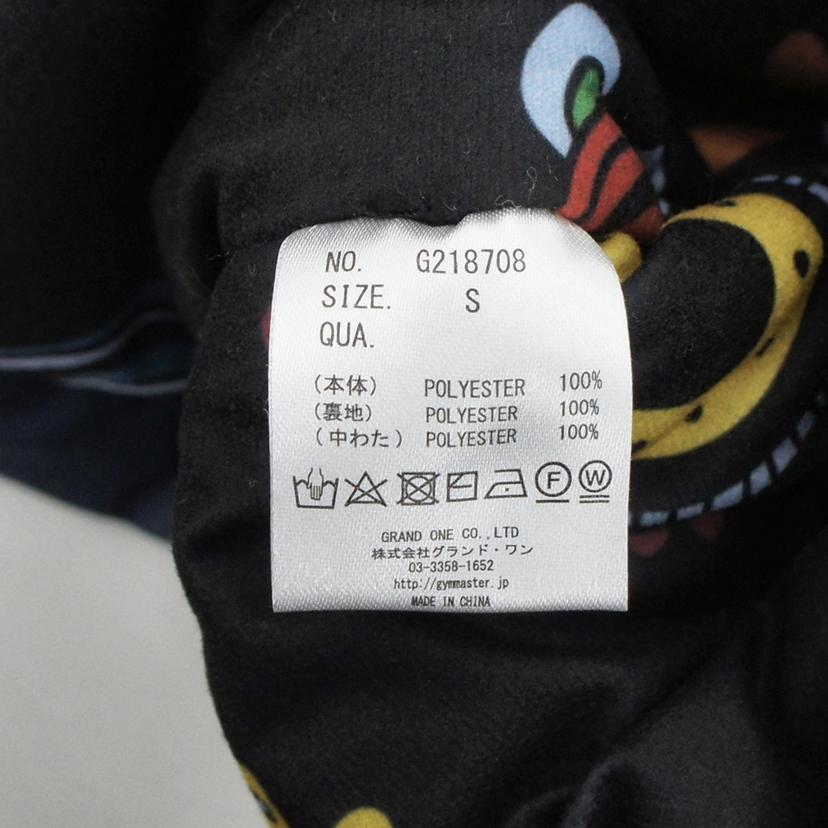 NO. G218708
SIZE. S
QUA.
(本体) POLYESTER 100%
(裏地) POLYESTER 100%
(中わた) POLYESTER 100%
F W
GRAND ONE CO.,LTD
株式会社グランド・ワン
03-3358-1652
http://gymmaster.jp
MADE IN CHINA